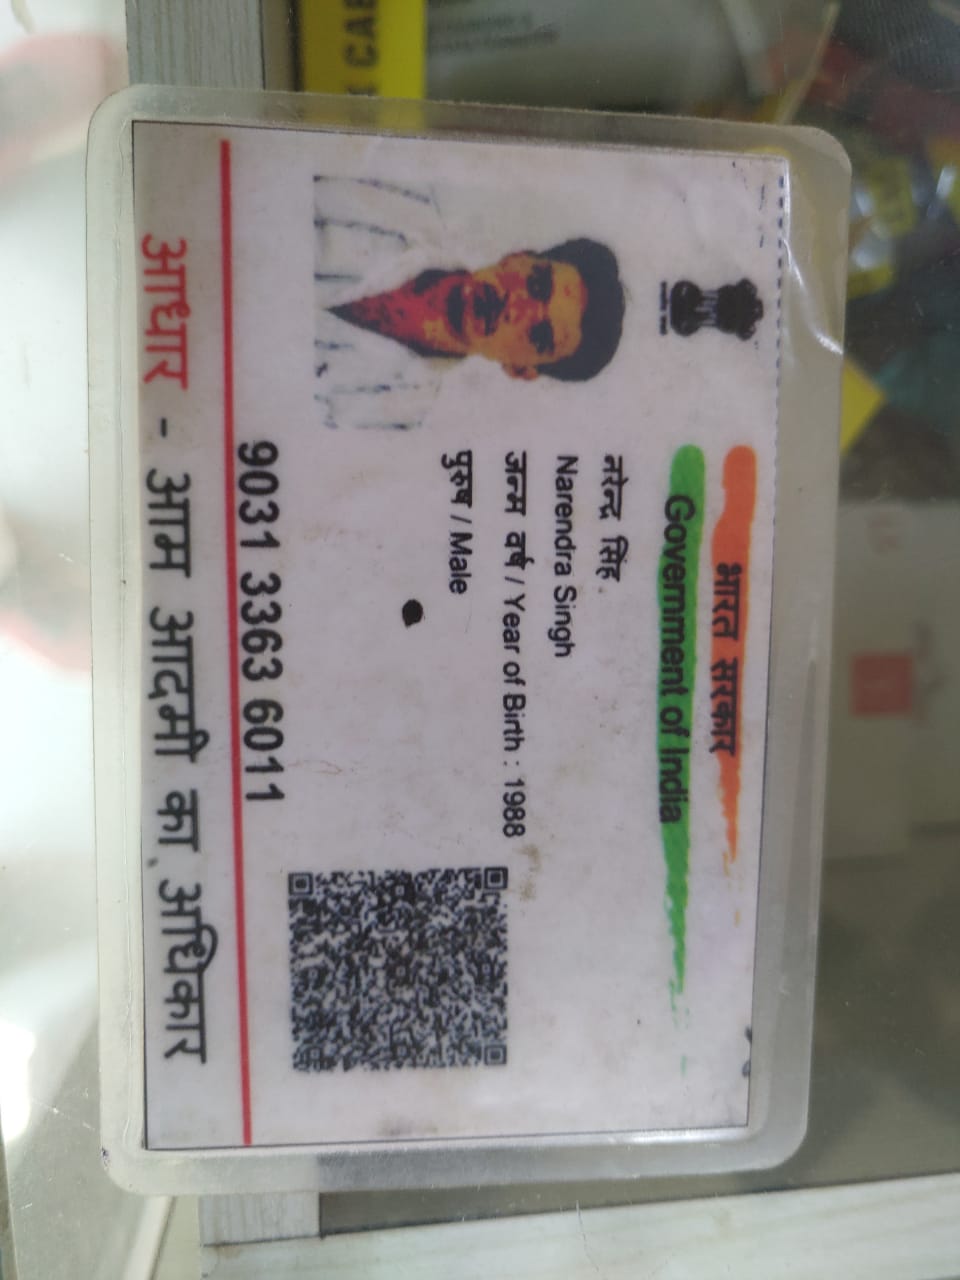 भारत सरकार
Government of India
नरेन्द्र सिंह
Narendra Singh
जन्म वर्ष / Year of Birth : 1988
पुरुष / Male
9031 3363 6011
आधार - आम आदमी का अधिकार